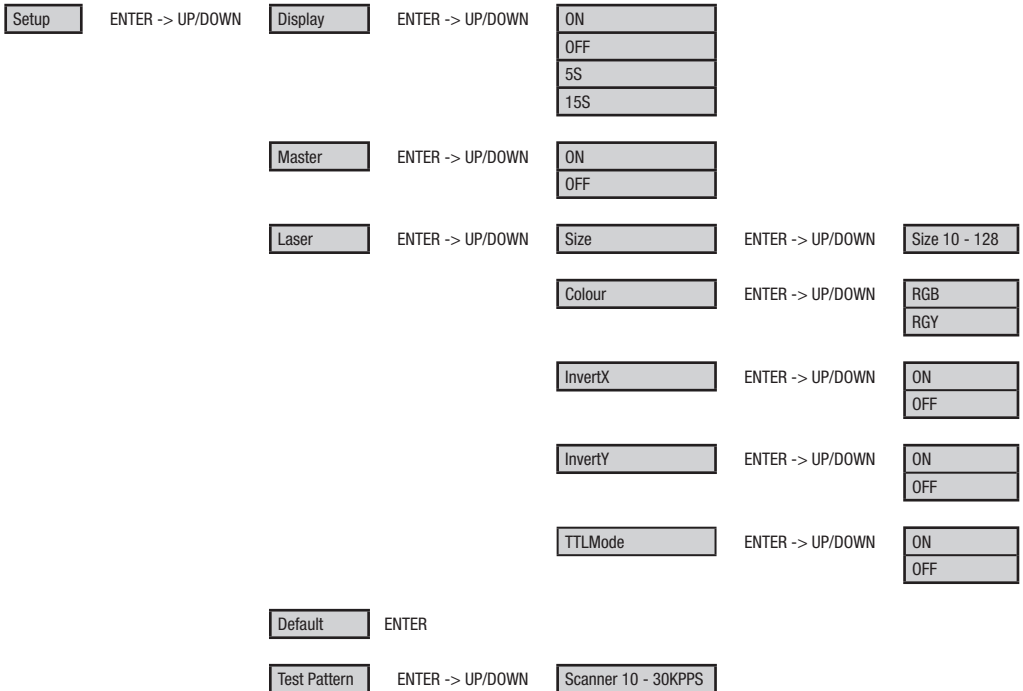 Setup ENTER -> UP/DOWN Display ENTER -> UP/DOWN ON
OFF
5S
15S
Master ENTER -> UP/DOWN ON
OFF
Laser ENTER -> UP/DOWN Size ENTER -> UP/DOWN Size 10 - 128
Colour ENTER -> UP/DOWN RGB
RGY
InvertX ENTER -> UP/DOWN ON
OFF
InvertY ENTER -> UP/DOWN ON
OFF
TTLMode ENTER -> UP/DOWN ON
OFF
Default ENTER
Test Pattern ENTER -> UP/DOWN Scanner 10 - 30KPPS